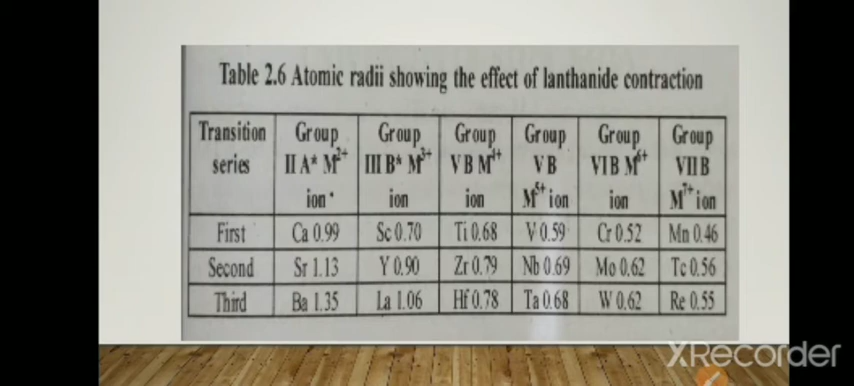 Table 2.6 Atomic radii showing the effect of lanthanide contraction
Transition series | Group II A* M²⁺ ion * | Group III B* M³⁺ ion | Group V B M⁴⁺ ion | Group V B M⁵⁺ ion | Group VIB M⁶⁺ ion | Group VII B M⁷⁺ ion
First | Ca 0.99 | Sc 0.70 | Ti 0.68 | V 0.59 | Cr 0.52 | Mn 0.46
Second | Sr 1.13 | Y 0.90 | Zr 0.79 | Nb 0.69 | Mo 0.62 | Tc 0.56
Third | Ba 1.35 | La 1.06 | Hf 0.78 | Ta 0.68 | W 0.62 | Re 0.55
XRecorder